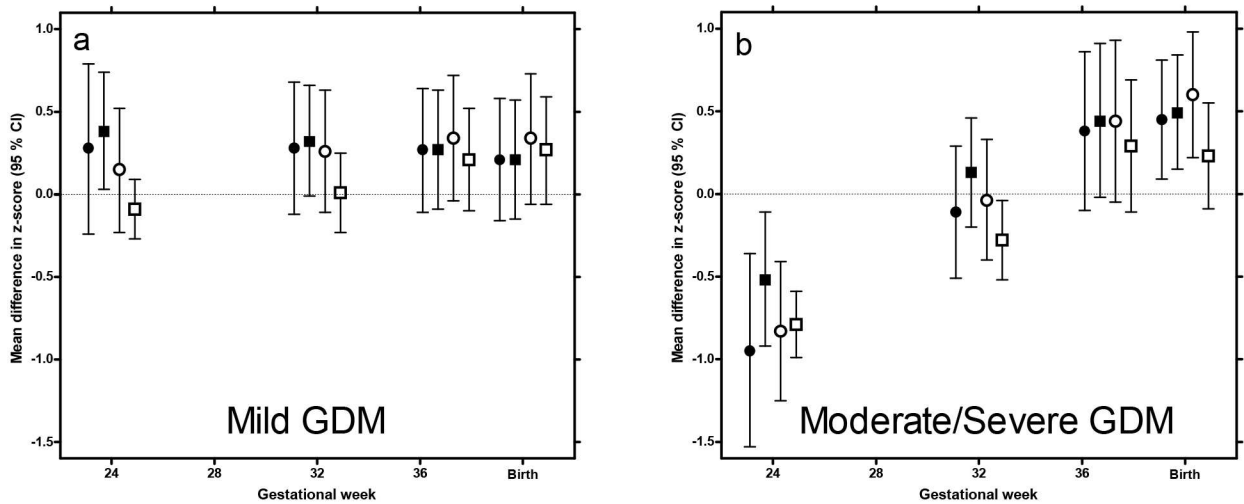 a
1.0
0.5
0.0
-0.5
-1.0
-1.5
Mean difference in z-score (95 % CI)
Mild GDM
24
28
32
36
Birth
Gestational week
b
1.0
0.5
0.0
-0.5
-1.0
-1.5
Mean difference in z-score (95 % CI)
Moderate/Severe GDM
24
28
32
36
Birth
Gestational week